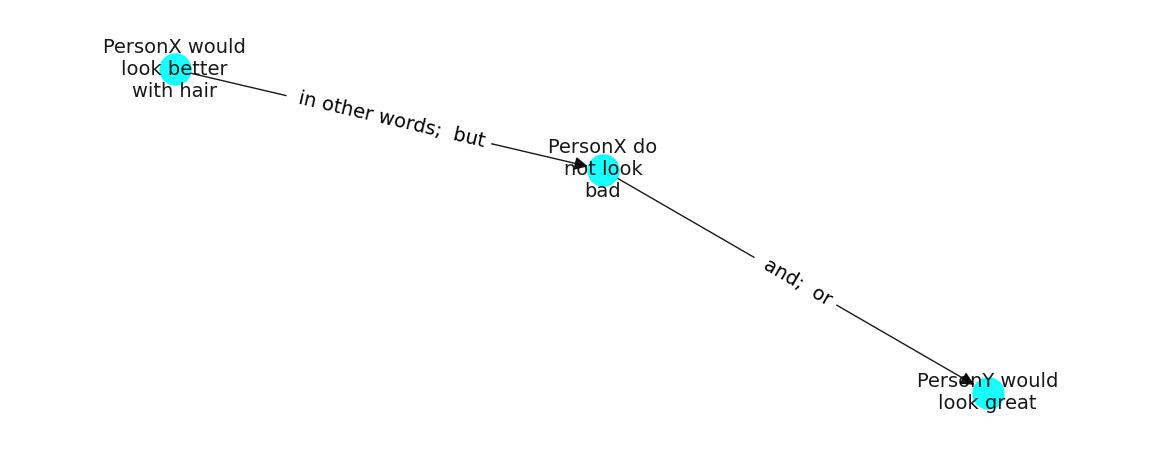 PersonX would
look better
with hair
in other words;  but
PersonX do
not look
bad
and;  or
PersonY would
look great